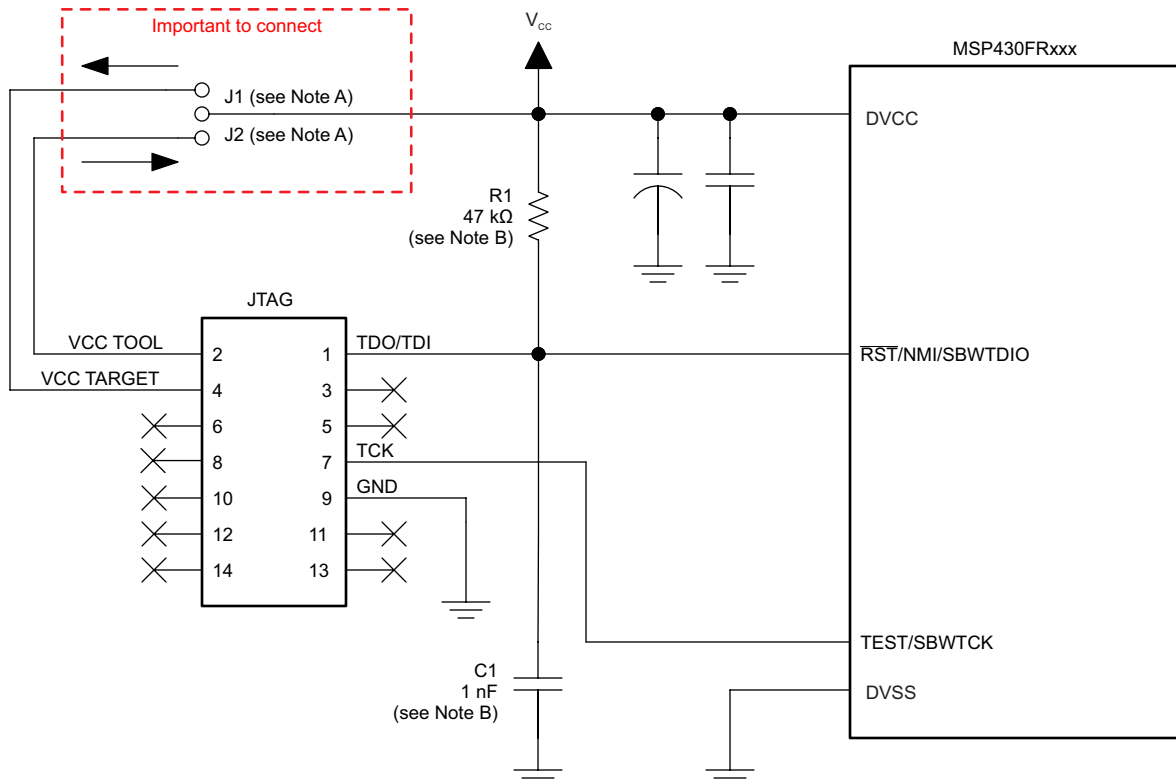 Important to connect
V_CC
MSP430FRxxx
J1 (see Note A)
J2 (see Note A)
DVCC
R1
47 kΩ
(see Note B)
JTAG
VCC TOOL
2
1
TDO/TDI
R̅S̅T̅/NMI/SBWTDIO
VCC TARGET
4
3
6
5
8
7
TCK
10
9
GND
12
11
14
13
TEST/SBWTCK
C1
1 nF
(see Note B)
DVSS